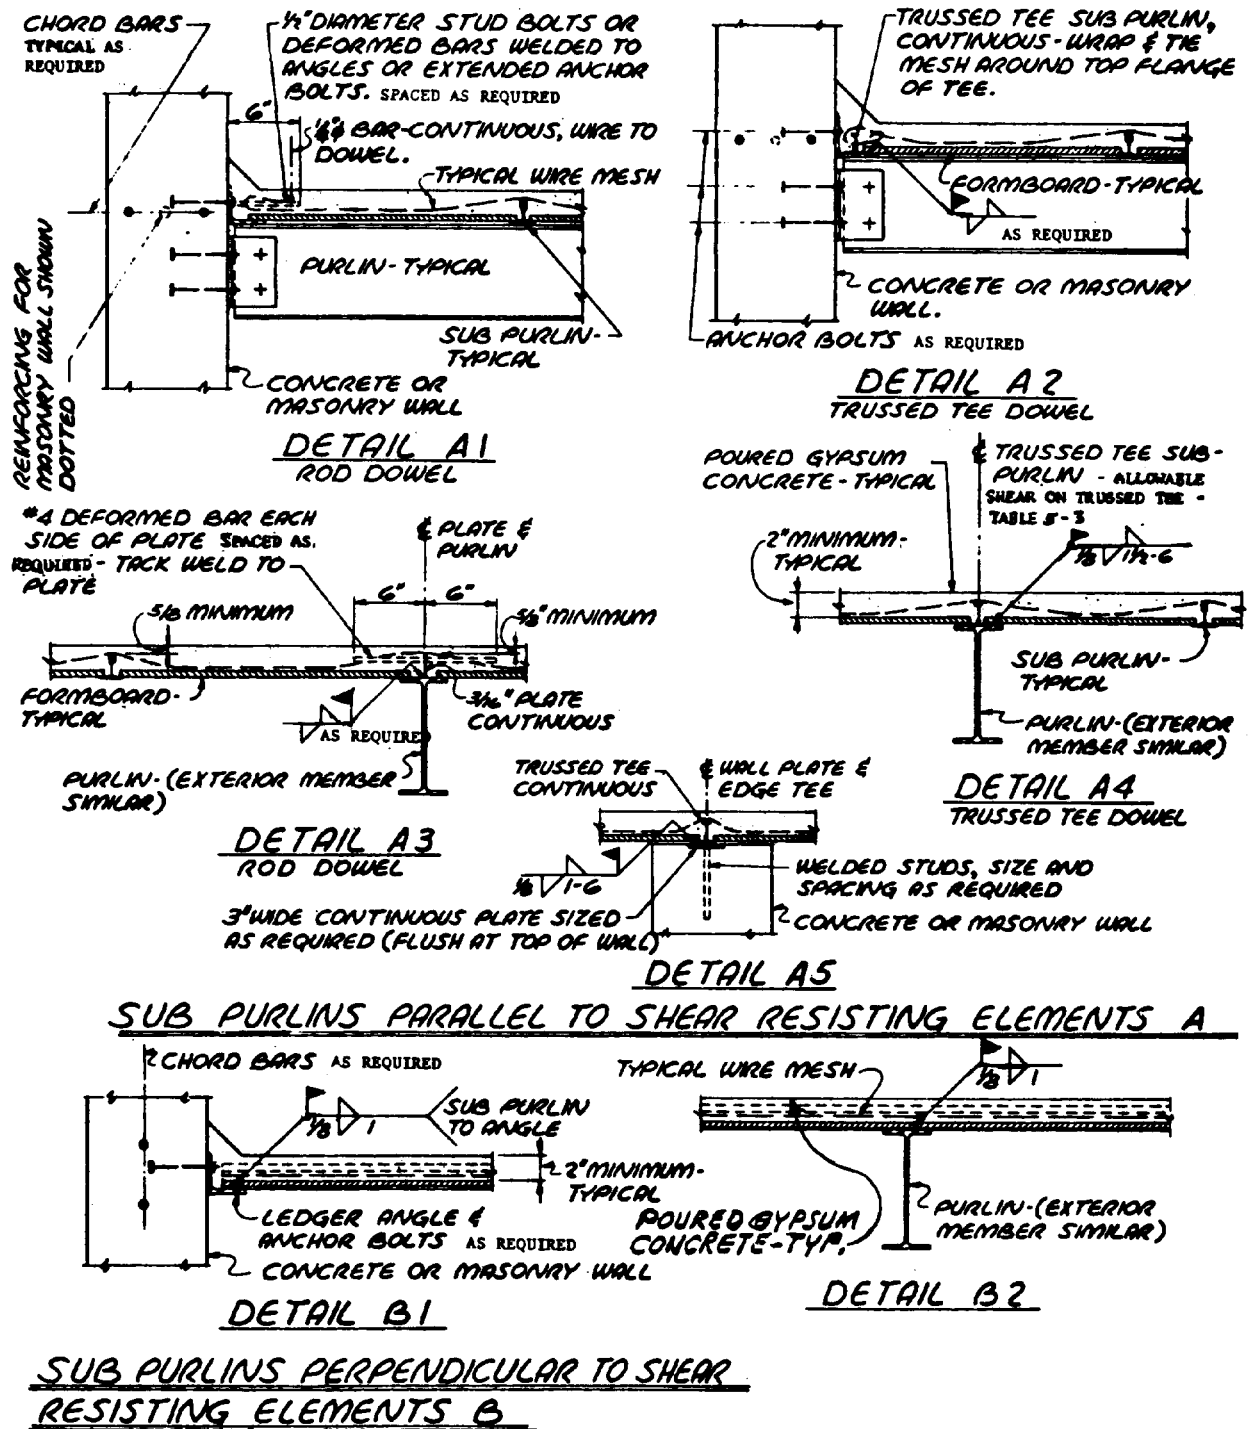 CHORD BARS
TYPICAL AS
REQUIRED
1/2" DIAMETER STUD BOLTS OR
DEFORMED BARS WELDED TO
ANGLES OR EXTENDED ANCHOR
BOLTS. SPACED AS REQUIRED
6"
BAR-CONTINUOUS, WIRE TO
DOWEL.
TYPICAL WIRE MESH
PURLIN-TYPICAL
SUB PURLIN-
TYPICAL
CONCRETE OR
MASONRY WALL
REINFORCING FOR
MASONRY WALL SHOWN
DOTTED
DETAIL A1
ROD DOWEL
TRUSSED TEE SUB PURLIN,
CONTINUOUS-WRAP & TIE
MESH AROUND TOP FLANGE
OF TEE.
FORMBOARD-TYPICAL
AS REQUIRED
CONCRETE OR MASONRY
WALL.
ANCHOR BOLTS AS REQUIRED
DETAIL A2
TRUSSED TEE DOWEL
#4 DEFORMED BAR EACH
SIDE OF PLATE SPACED AS
REQUIRED- TACK WELD TO
PLATE
℄ PLATE &
PURLIN
6" 6"
5/8 MINIMUM
5/8" MINIMUM
FORMBOARD-
TYPICAL
3/16" PLATE
CONTINUOUS
AS REQUIRED
PURLIN-(EXTERIOR MEMBER
SIMILAR)
DETAIL A3
ROD DOWEL
POURED GYPSUM
CONCRETE-TYPICAL
℄ TRUSSED TEE SUB-
PURLIN - ALLOWABLE
SHEAR ON TRUSSED TEE -
TABLE 5-3
2" MINIMUM-
TYPICAL
1/8 1 1/2-6
SUB PURLIN-
TYPICAL
PURLIN-(EXTERIOR
MEMBER SIMILAR)
DETAIL A4
TRUSSED TEE DOWEL
TRUSSED TEE
CONTINUOUS
℄ WALL PLATE &
EDGE TEE
1/8 1-6
WELDED STUDS, SIZE AND
SPACING AS REQUIRED
3" WIDE CONTINUOUS PLATE SIZED
AS REQUIRED (FLUSH AT TOP OF WALL)
CONCRETE OR MASONRY WALL
DETAIL A5
SUB PURLINS PARALLEL TO SHEAR RESISTING ELEMENTS A
CHORD BARS AS REQUIRED
1/8 1
SUB PURLIN
TO ANGLE
2" MINIMUM-
TYPICAL
LEDGER ANGLE &
ANCHOR BOLTS AS REQUIRED
CONCRETE OR MASONRY WALL
DETAIL B1
TYPICAL WIRE MESH
1/8 1
POURED GYPSUM
CONCRETE-TYP.
PURLIN-(EXTERIOR
MEMBER SIMILAR)
DETAIL B2
SUB PURLINS PERPENDICULAR TO SHEAR
RESISTING ELEMENTS B